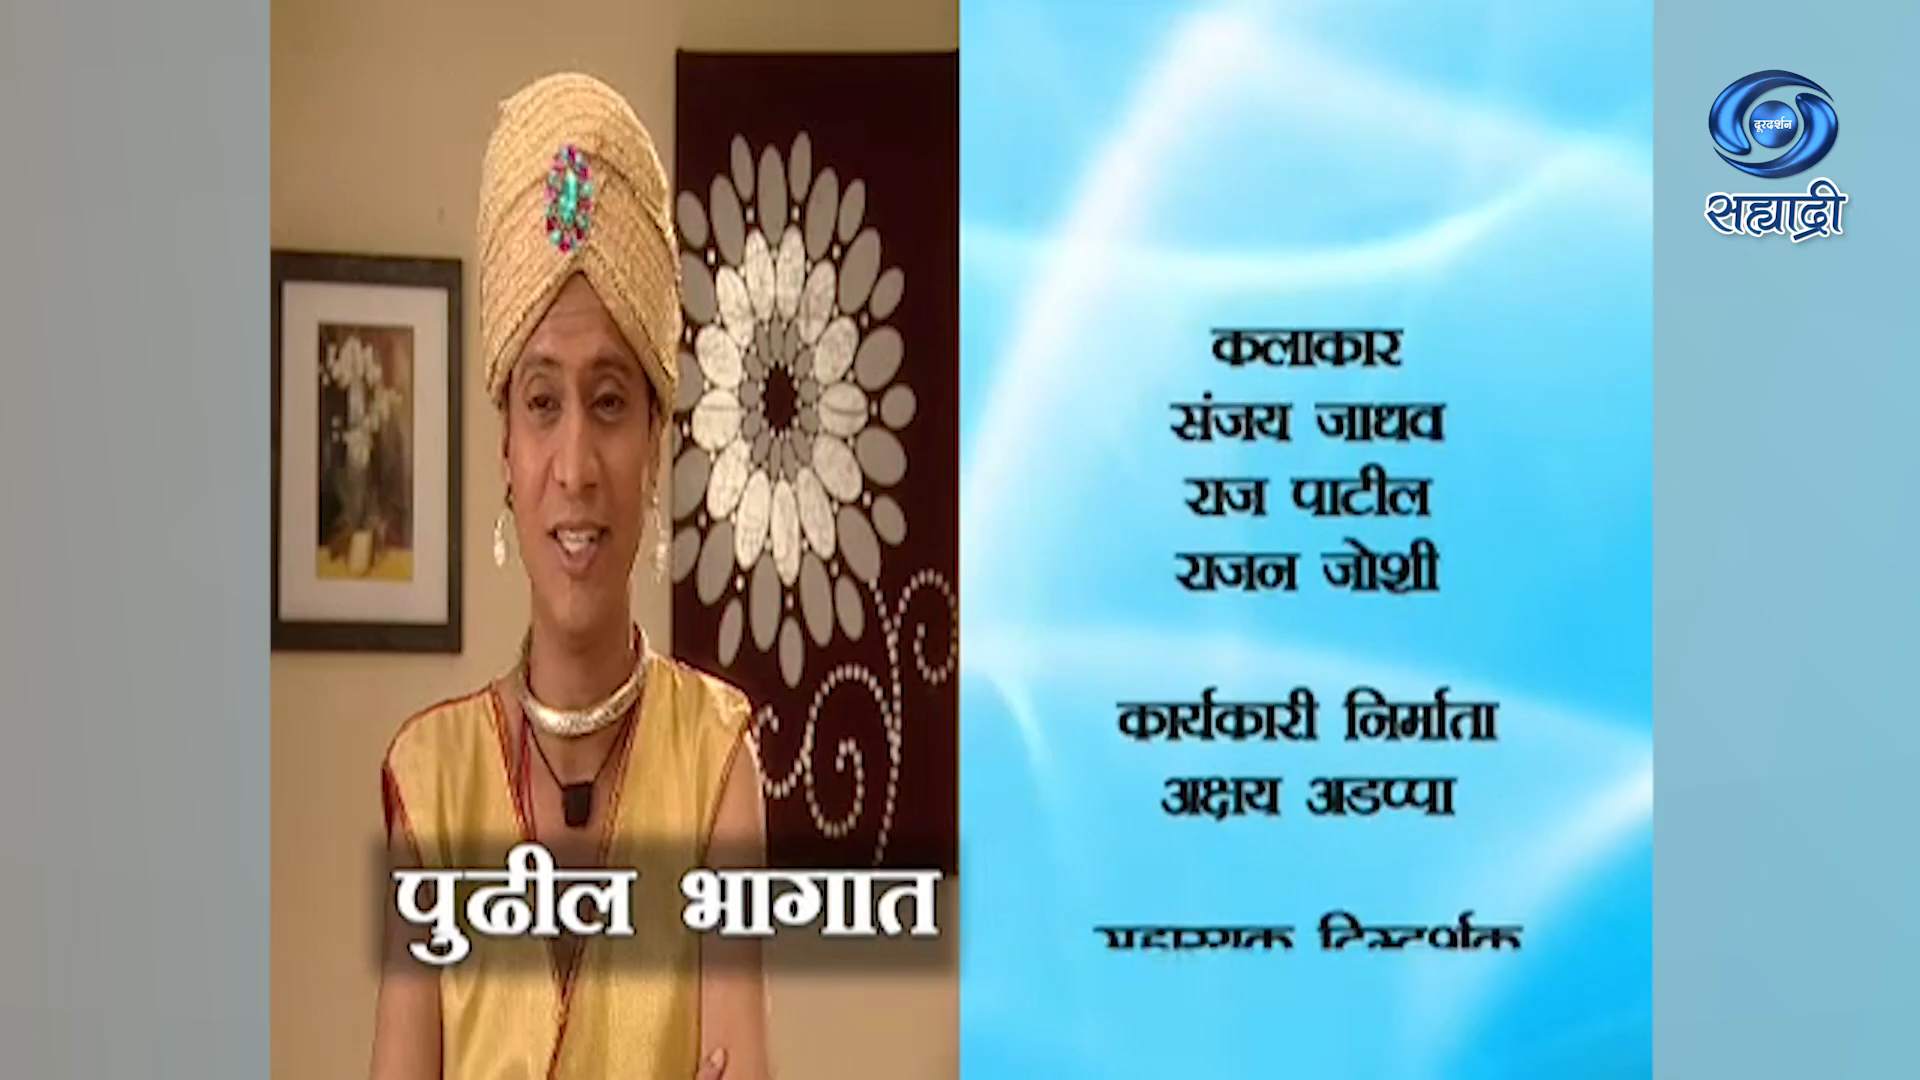 दूरदर्शन
सह्याद्री
कलाकार
संजय जाधव
राज पाटील
राजन जोशी
कार्यकारी निर्माता
अक्षय अडप्पा
पुढील भागात